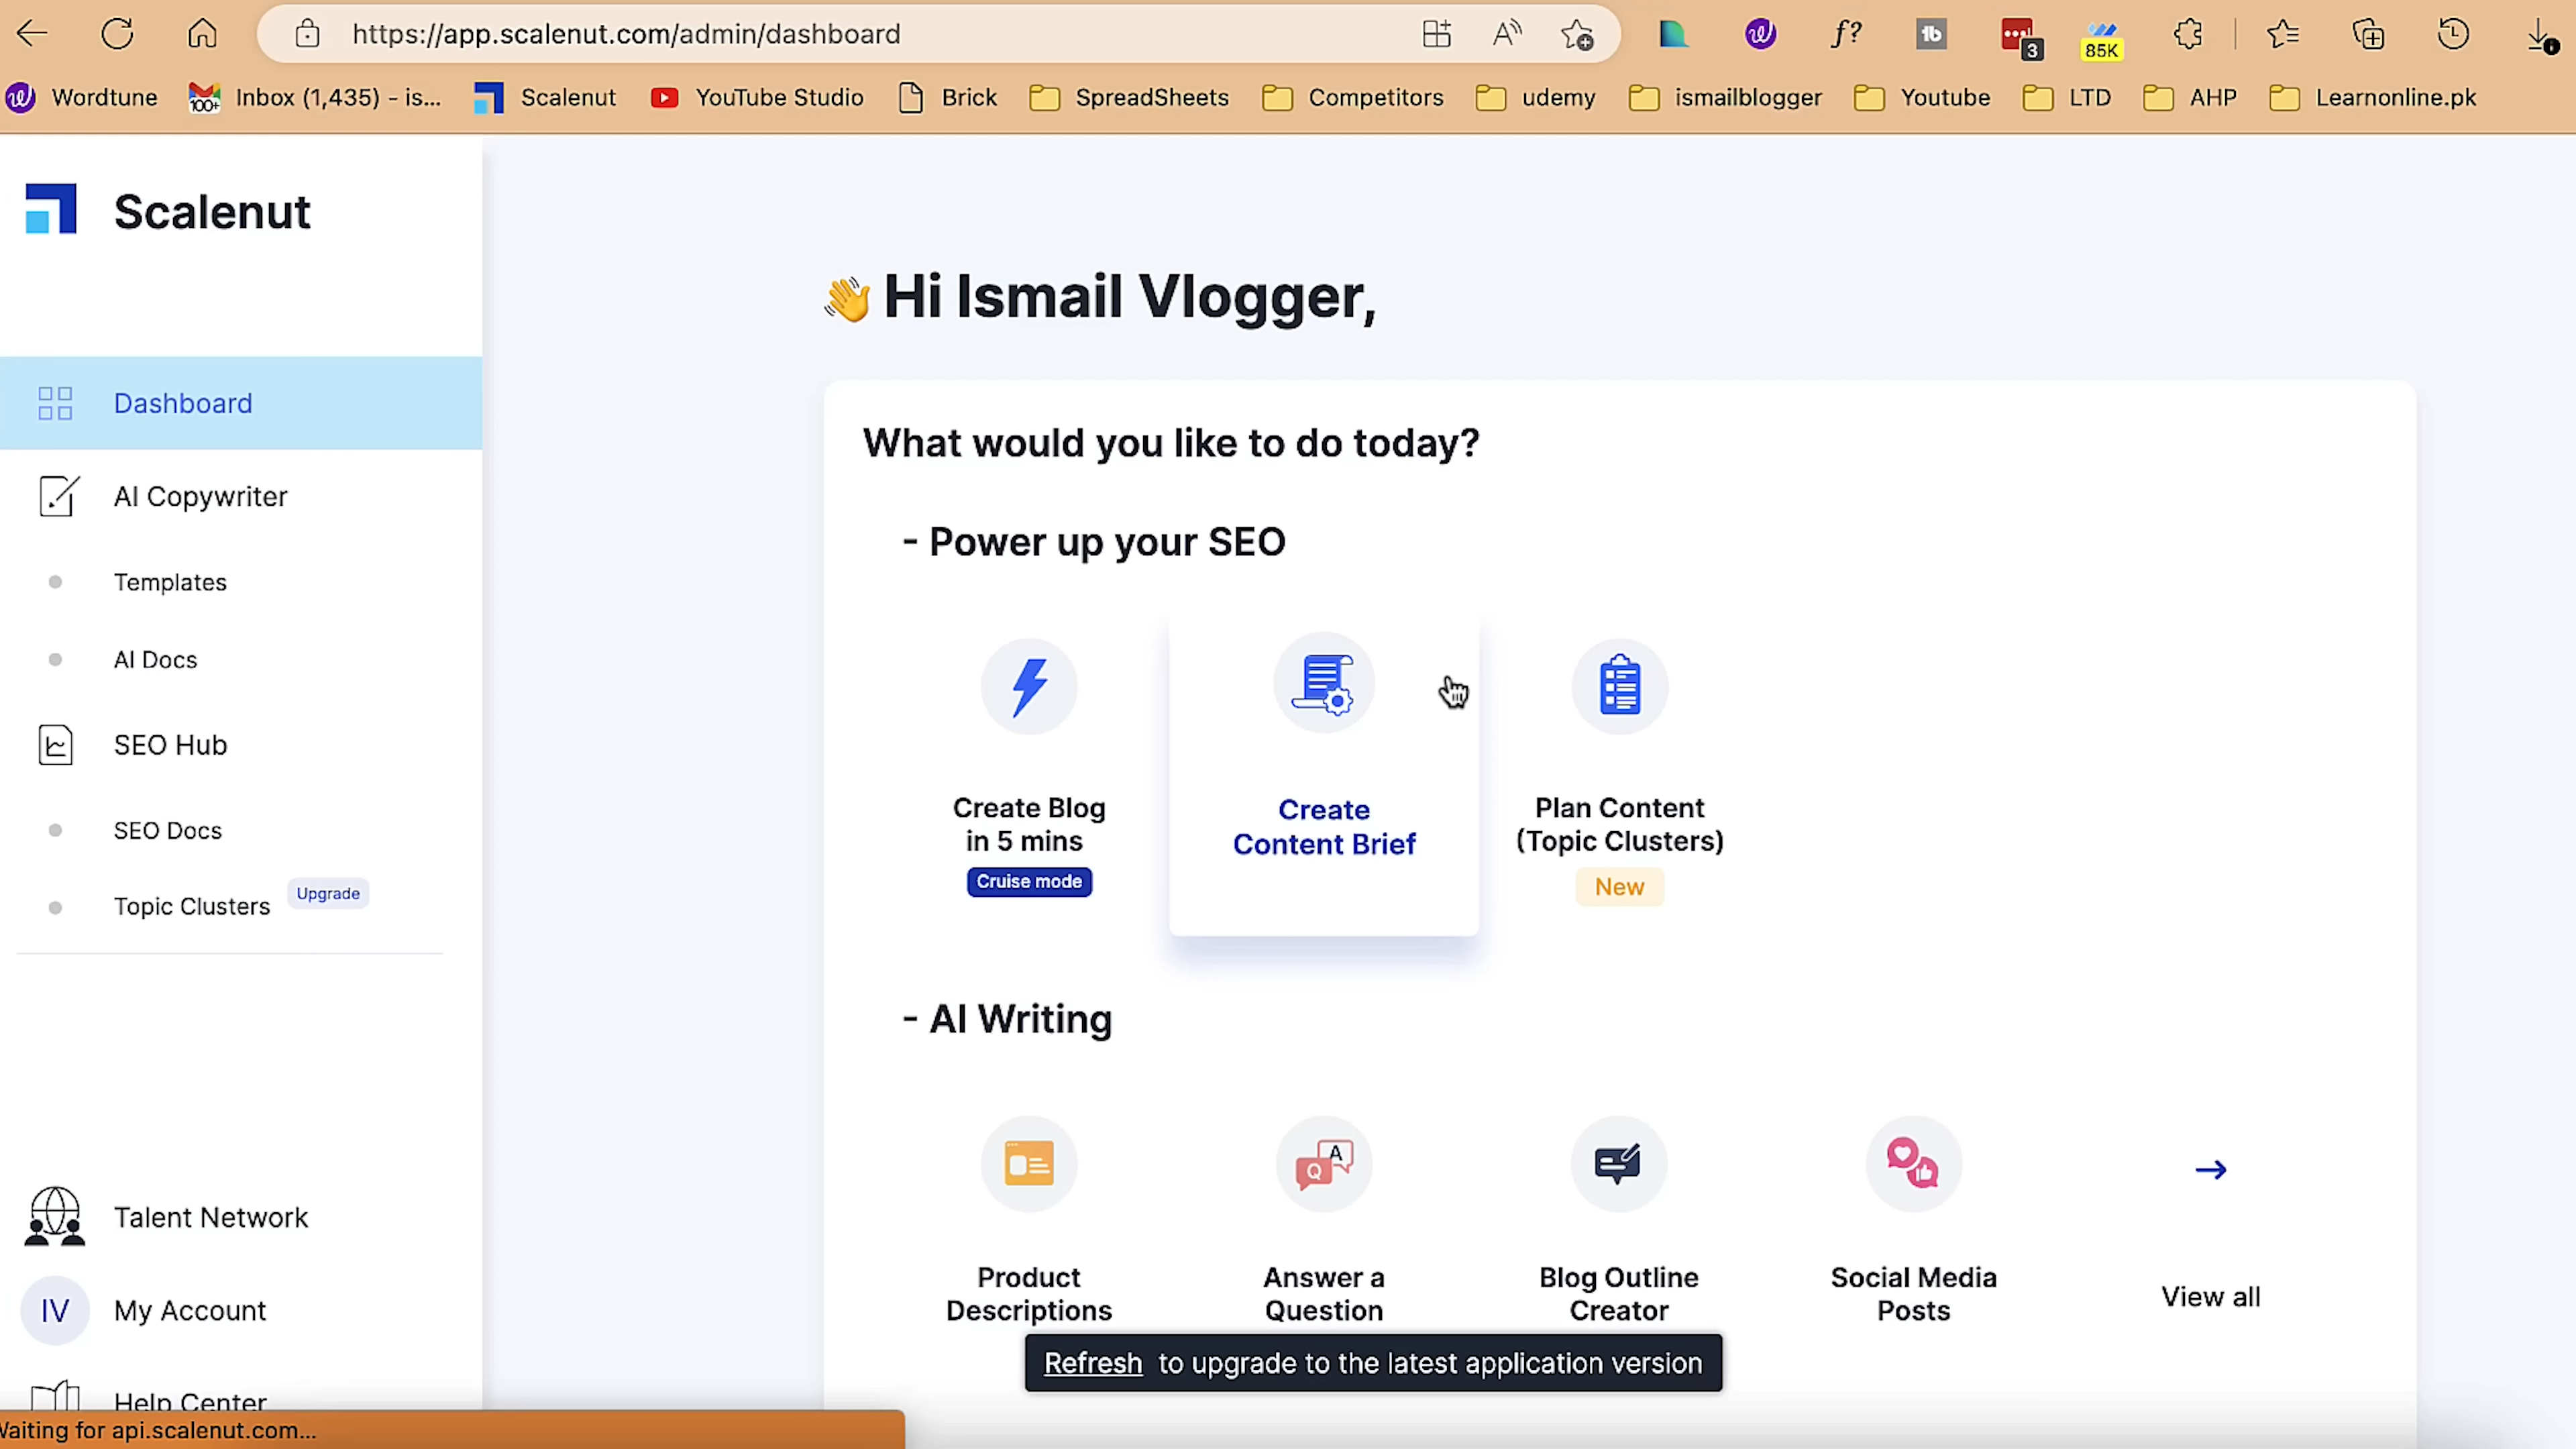 https://app.scalenut.com/admin/dashboard
3
85K
Wordtune
100+
Inbox (1,435) - is...
Scalenut
YouTube Studio
Brick
SpreadSheets
Competitors
udemy
ismailblogger
Youtube
LTD
AHP
Learnonline.pk
Scalenut
Dashboard
AI Copywriter
Templates
AI Docs
SEO Hub
SEO Docs
Topic Clusters
Upgrade
Talent Network
IV
My Account
Help Center
👋 Hi Ismail Vlogger,
What would you like to do today?
- Power up your SEO
Create Blog
in 5 mins
Cruise mode
Create
Content Brief
Plan Content
(Topic Clusters)
New
- AI Writing
Product
Descriptions
Q A
Answer a
Question
Blog Outline
Creator
Social Media
Posts
View all
Refresh to upgrade to the latest application version
Waiting for api.scalenut.com...